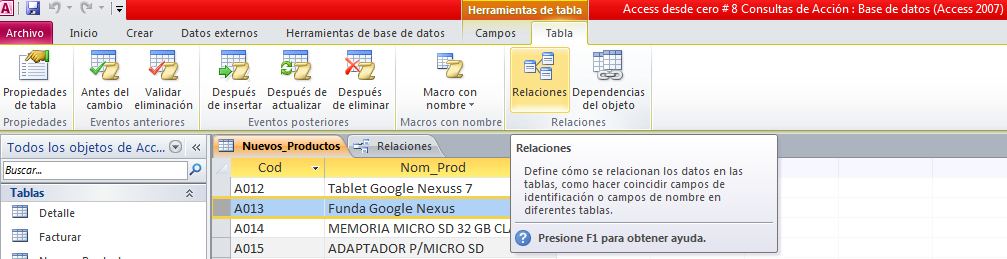 Herramientas de tabla
Access desde cero # 8 Consultas de Acción : Base de datos (Access 2007)
Archivo Inicio Crear Datos externos Herramientas de base de datos Campos Tabla
Propiedades de tabla
Antes del cambio
Validar eliminación
Después de insertar
Después de actualizar
Después de eliminar
Macro con nombre
Relaciones
Dependencias del objeto
Propiedades Eventos anteriores Eventos posteriores Macros con nombre Relaciones
Todos los objetos de Acc...
Buscar...
Tablas
Detalle
Facturar
Nuevos_Productos Relaciones
Cod Nom_Prod
A012 Tablet Google Nexuss 7
A013 Funda Google Nexus
A014 MEMORIA MICRO SD 32 GB CLA
A015 ADAPTADOR P/MICRO SD
Relaciones
Define cómo se relacionan los datos en las
tablas, como hacer coincidir campos de
identificación o campos de nombre en
diferentes tablas.
Presione F1 para obtener ayuda.